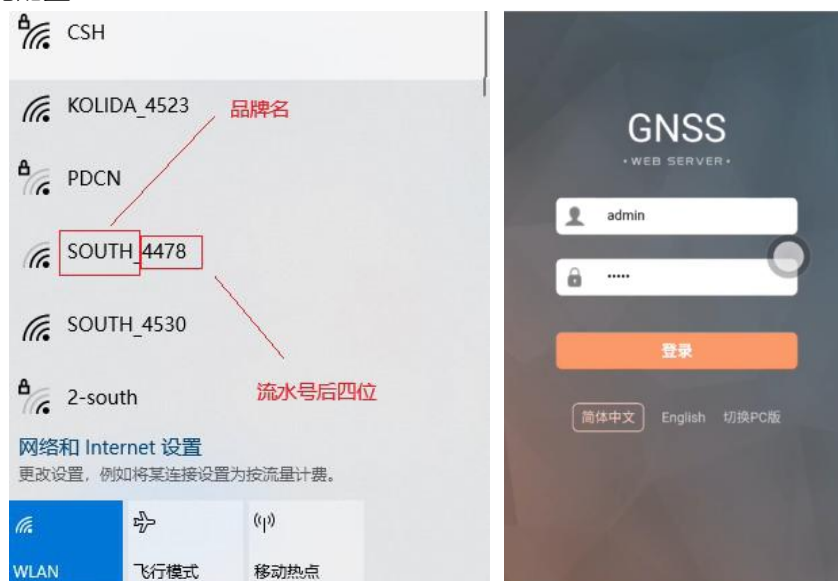 CSH
KOLIDA_4523
品牌名
PDCN
SOUTH_4478
SOUTH_4530
2-south
流水号后四位
网络和 Internet 设置
更改设置，例如将某连接设置为按流量计费。
WLAN
飞行模式
移动热点
GNSS
·WEB SERVER·
admin
•••••
登录
简体中文 English 切换PC版